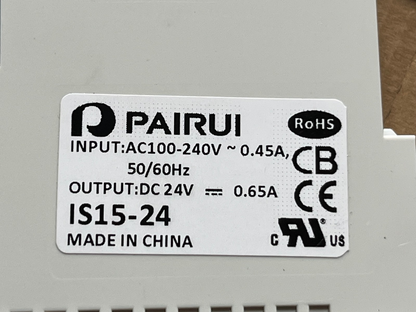 PAIRUI
RoHS
INPUT:AC100-240V ~ 0.45A,
50/60Hz
CB
OUTPUT:DC 24V ⎓ 0.65A
CE
IS15-24
MADE IN CHINA
c RU US